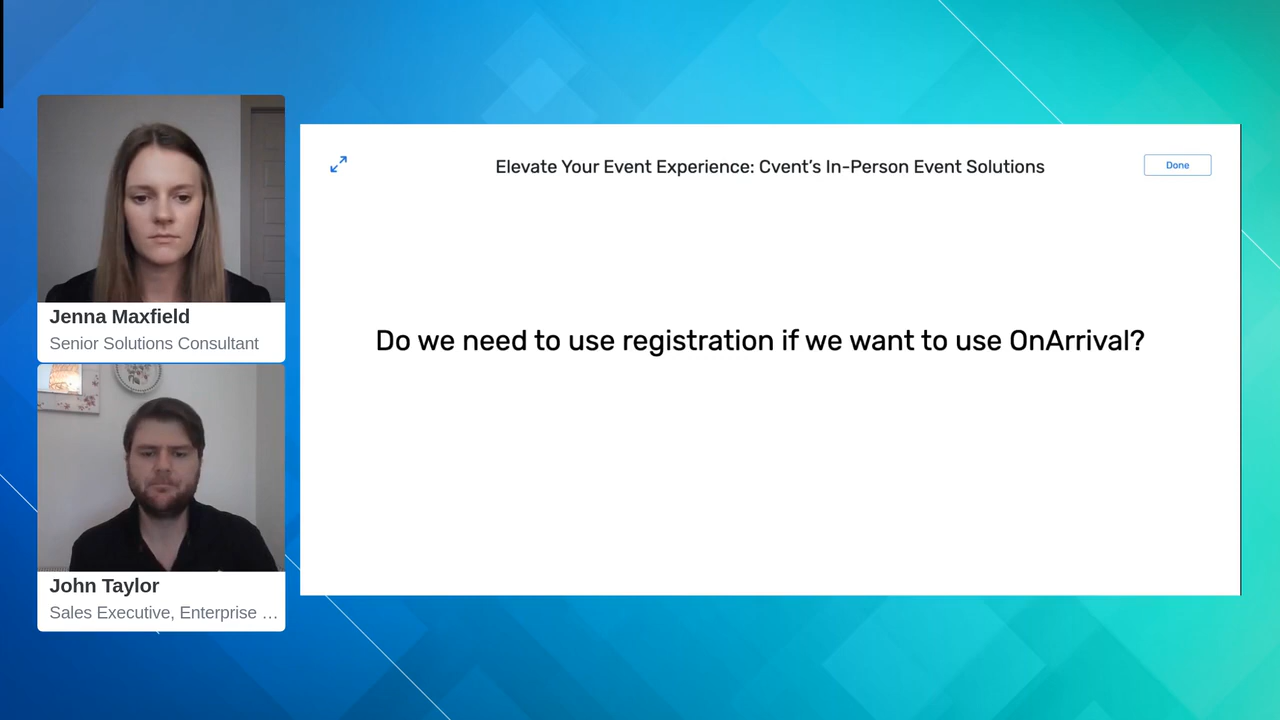 Elevate Your Event Experience: Cvent's In-Person Event Solutions
Done
Do we need to use registration if we want to use OnArrival?
Jenna Maxfield
Senior Solutions Consultant
John Taylor
Sales Executive, Enterprise …